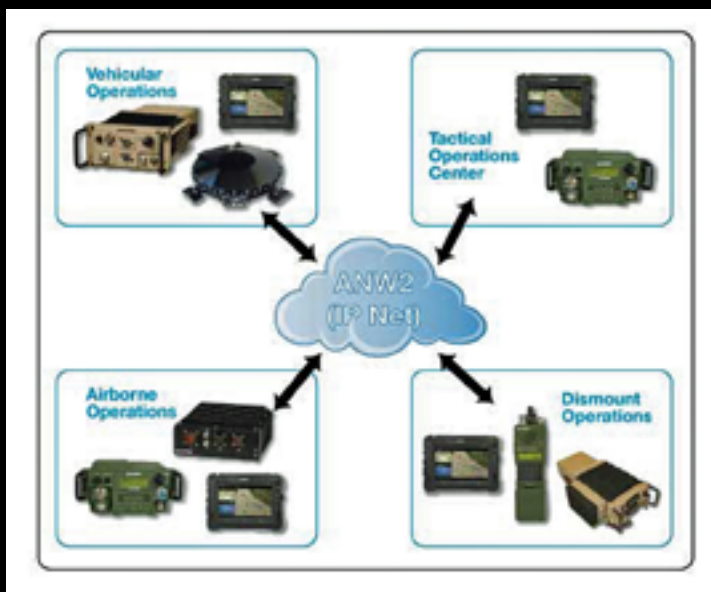 Vehicular
Operations
Tactical
Operations
Center
ANW2
(IP Net)
Airborne
Operations
Dismount
Operations